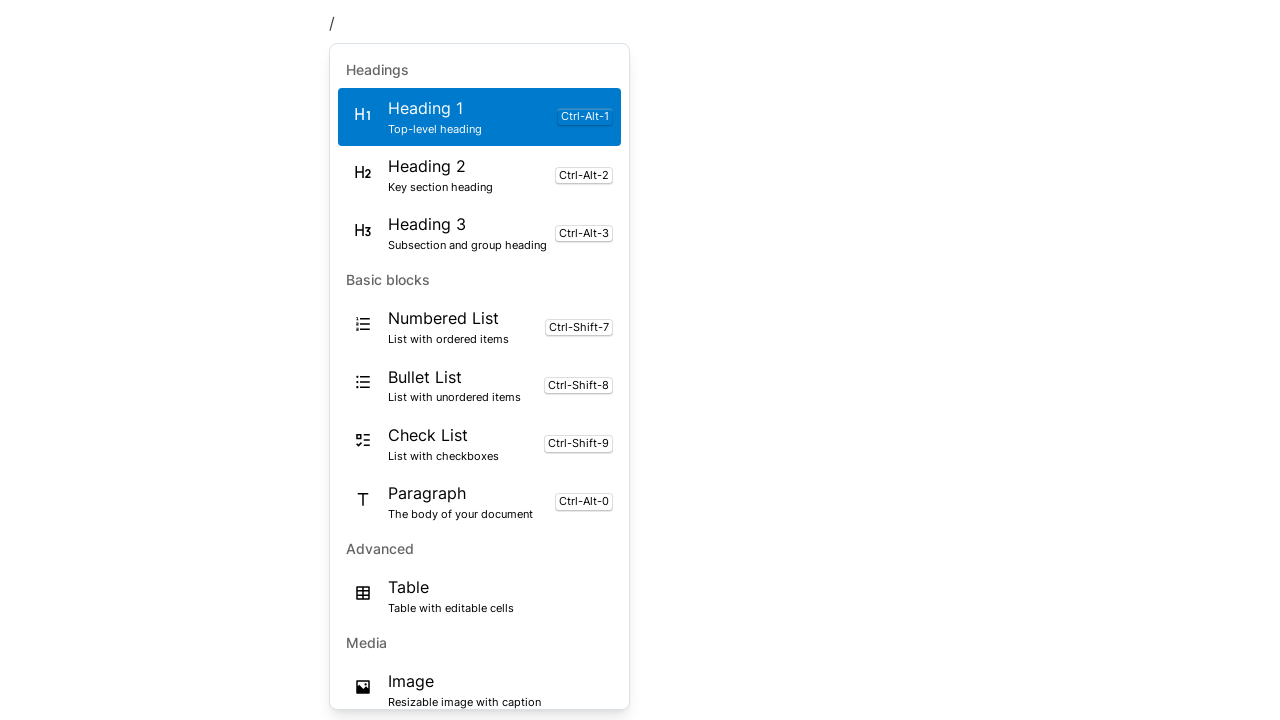 /
Headings
H1 Heading 1 Ctrl-Alt-1
Top-level heading
H2 Heading 2 Ctrl-Alt-2
Key section heading
H3 Heading 3 Ctrl-Alt-3
Subsection and group heading
Basic blocks
Numbered List Ctrl-Shift-7
List with ordered items
Bullet List Ctrl-Shift-8
List with unordered items
Check List Ctrl-Shift-9
List with checkboxes
T Paragraph Ctrl-Alt-0
The body of your document
Advanced
Table
Table with editable cells
Media
Image
Resizable image with caption